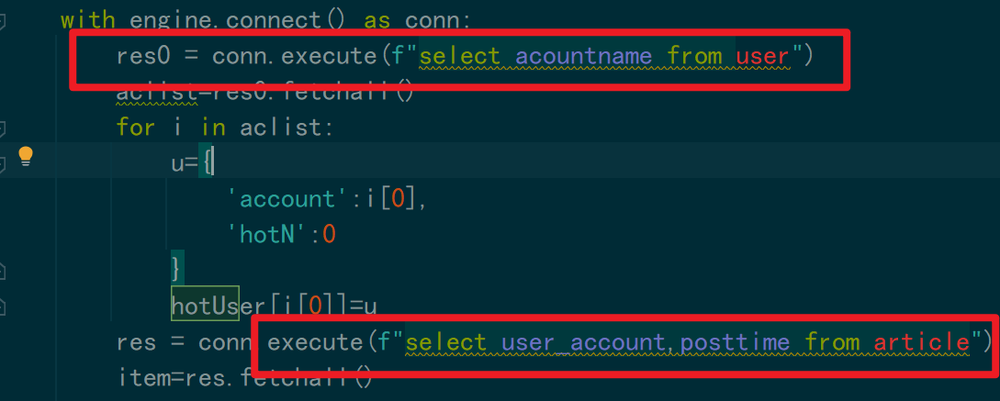 with engine.connect() as conn:
res0 = conn.execute(f"select acountname from user")
aclist=res0.fetchall()
for i in aclist:
u={
'account':i[0],
'hotN':0
}
hotUser[i[0]]=u
res = conn.execute(f"select user_account,posttime from article")
item=res.fetchall()